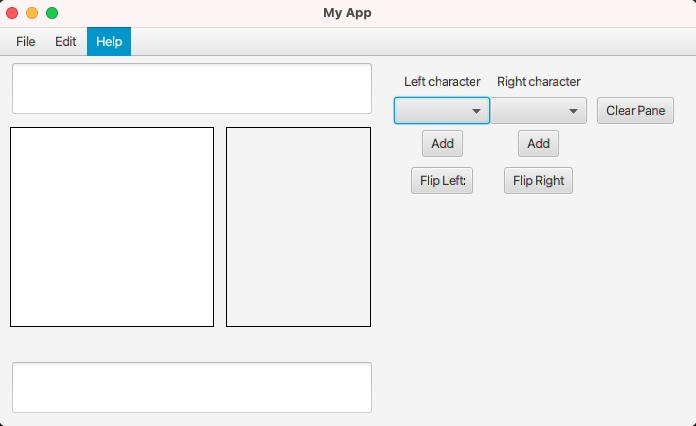 My App
File Edit Help
Left character Right character
Clear Pane
Add Add
Flip Left: Flip Right